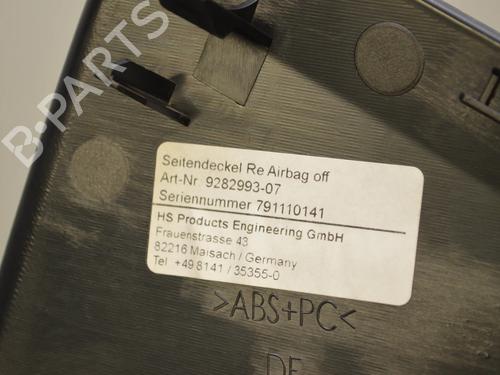 B-PARTS
Seitendeckel Re Airbag off
Art-Nr. 9282993-07
Seriennummer 791110141
HS Products Engineering GmbH
Frauenstrasse 43
82216 Maisach / Germany
Tel. +49 8141 / 35355-0
>ABS+PC<
DE